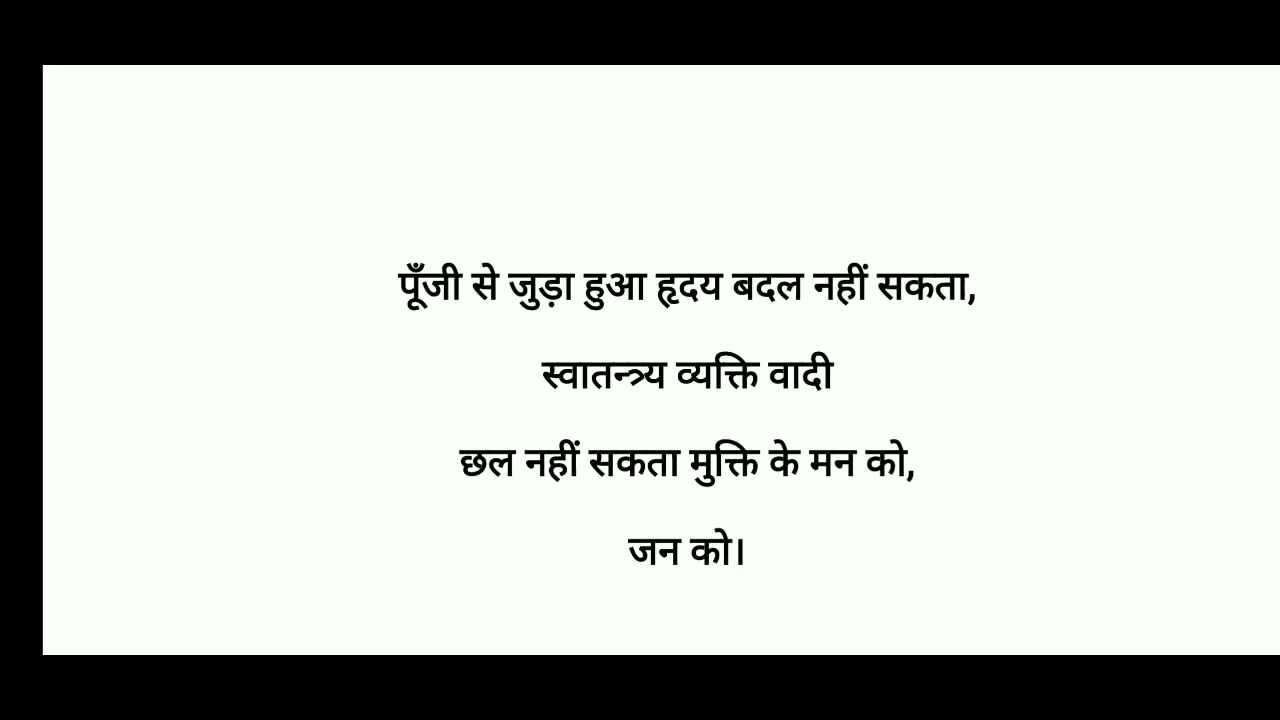 पूँजी से जुड़ा हुआ हृदय बदल नहीं सकता,
स्वातन्त्र्य व्यक्ति वादी
छल नहीं सकता मुक्ति के मन को,
जन को।